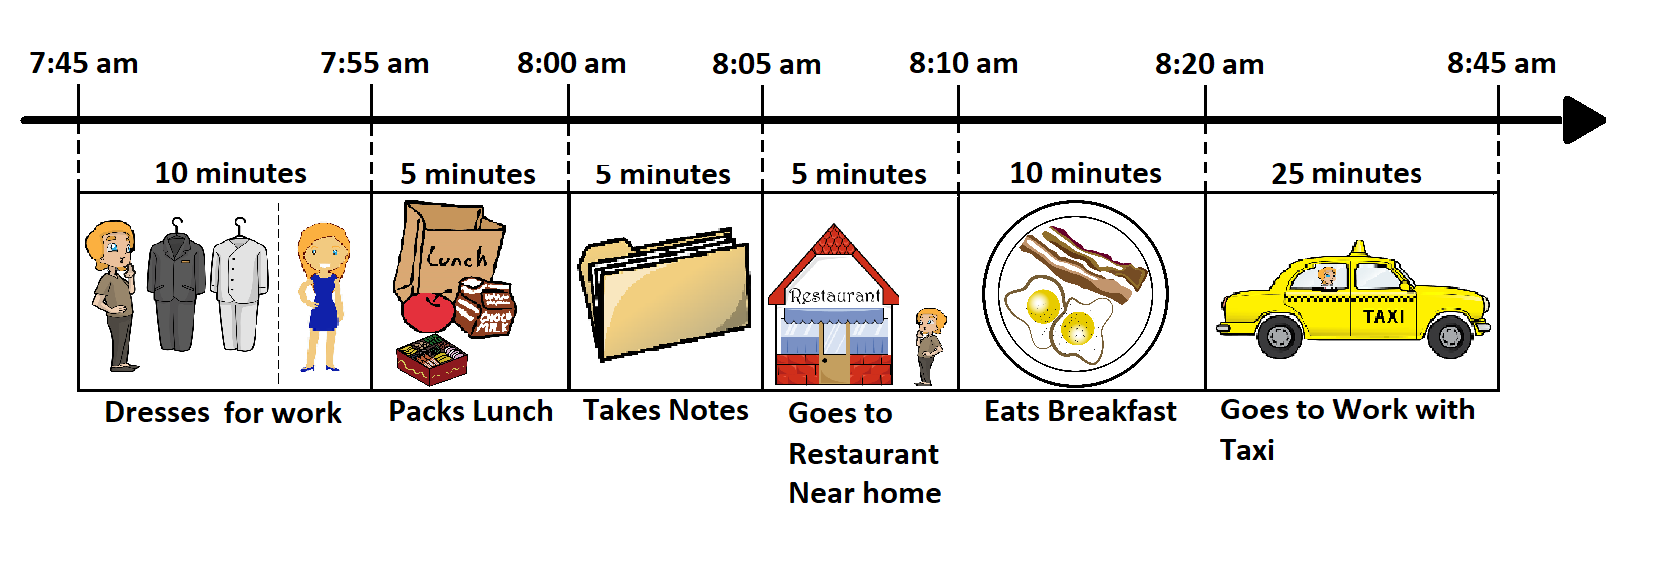 7:45 am 7:55 am 8:00 am 8:05 am 8:10 am 8:20 am 8:45 am
10 minutes 5 minutes 5 minutes 5 minutes 10 minutes 25 minutes
Lunch
CHOCO
MILK
Restaurant
TAXI
Dresses for work
Packs Lunch
Takes Notes
Goes to
Restaurant
Near home
Eats Breakfast
Goes to Work with
Taxi